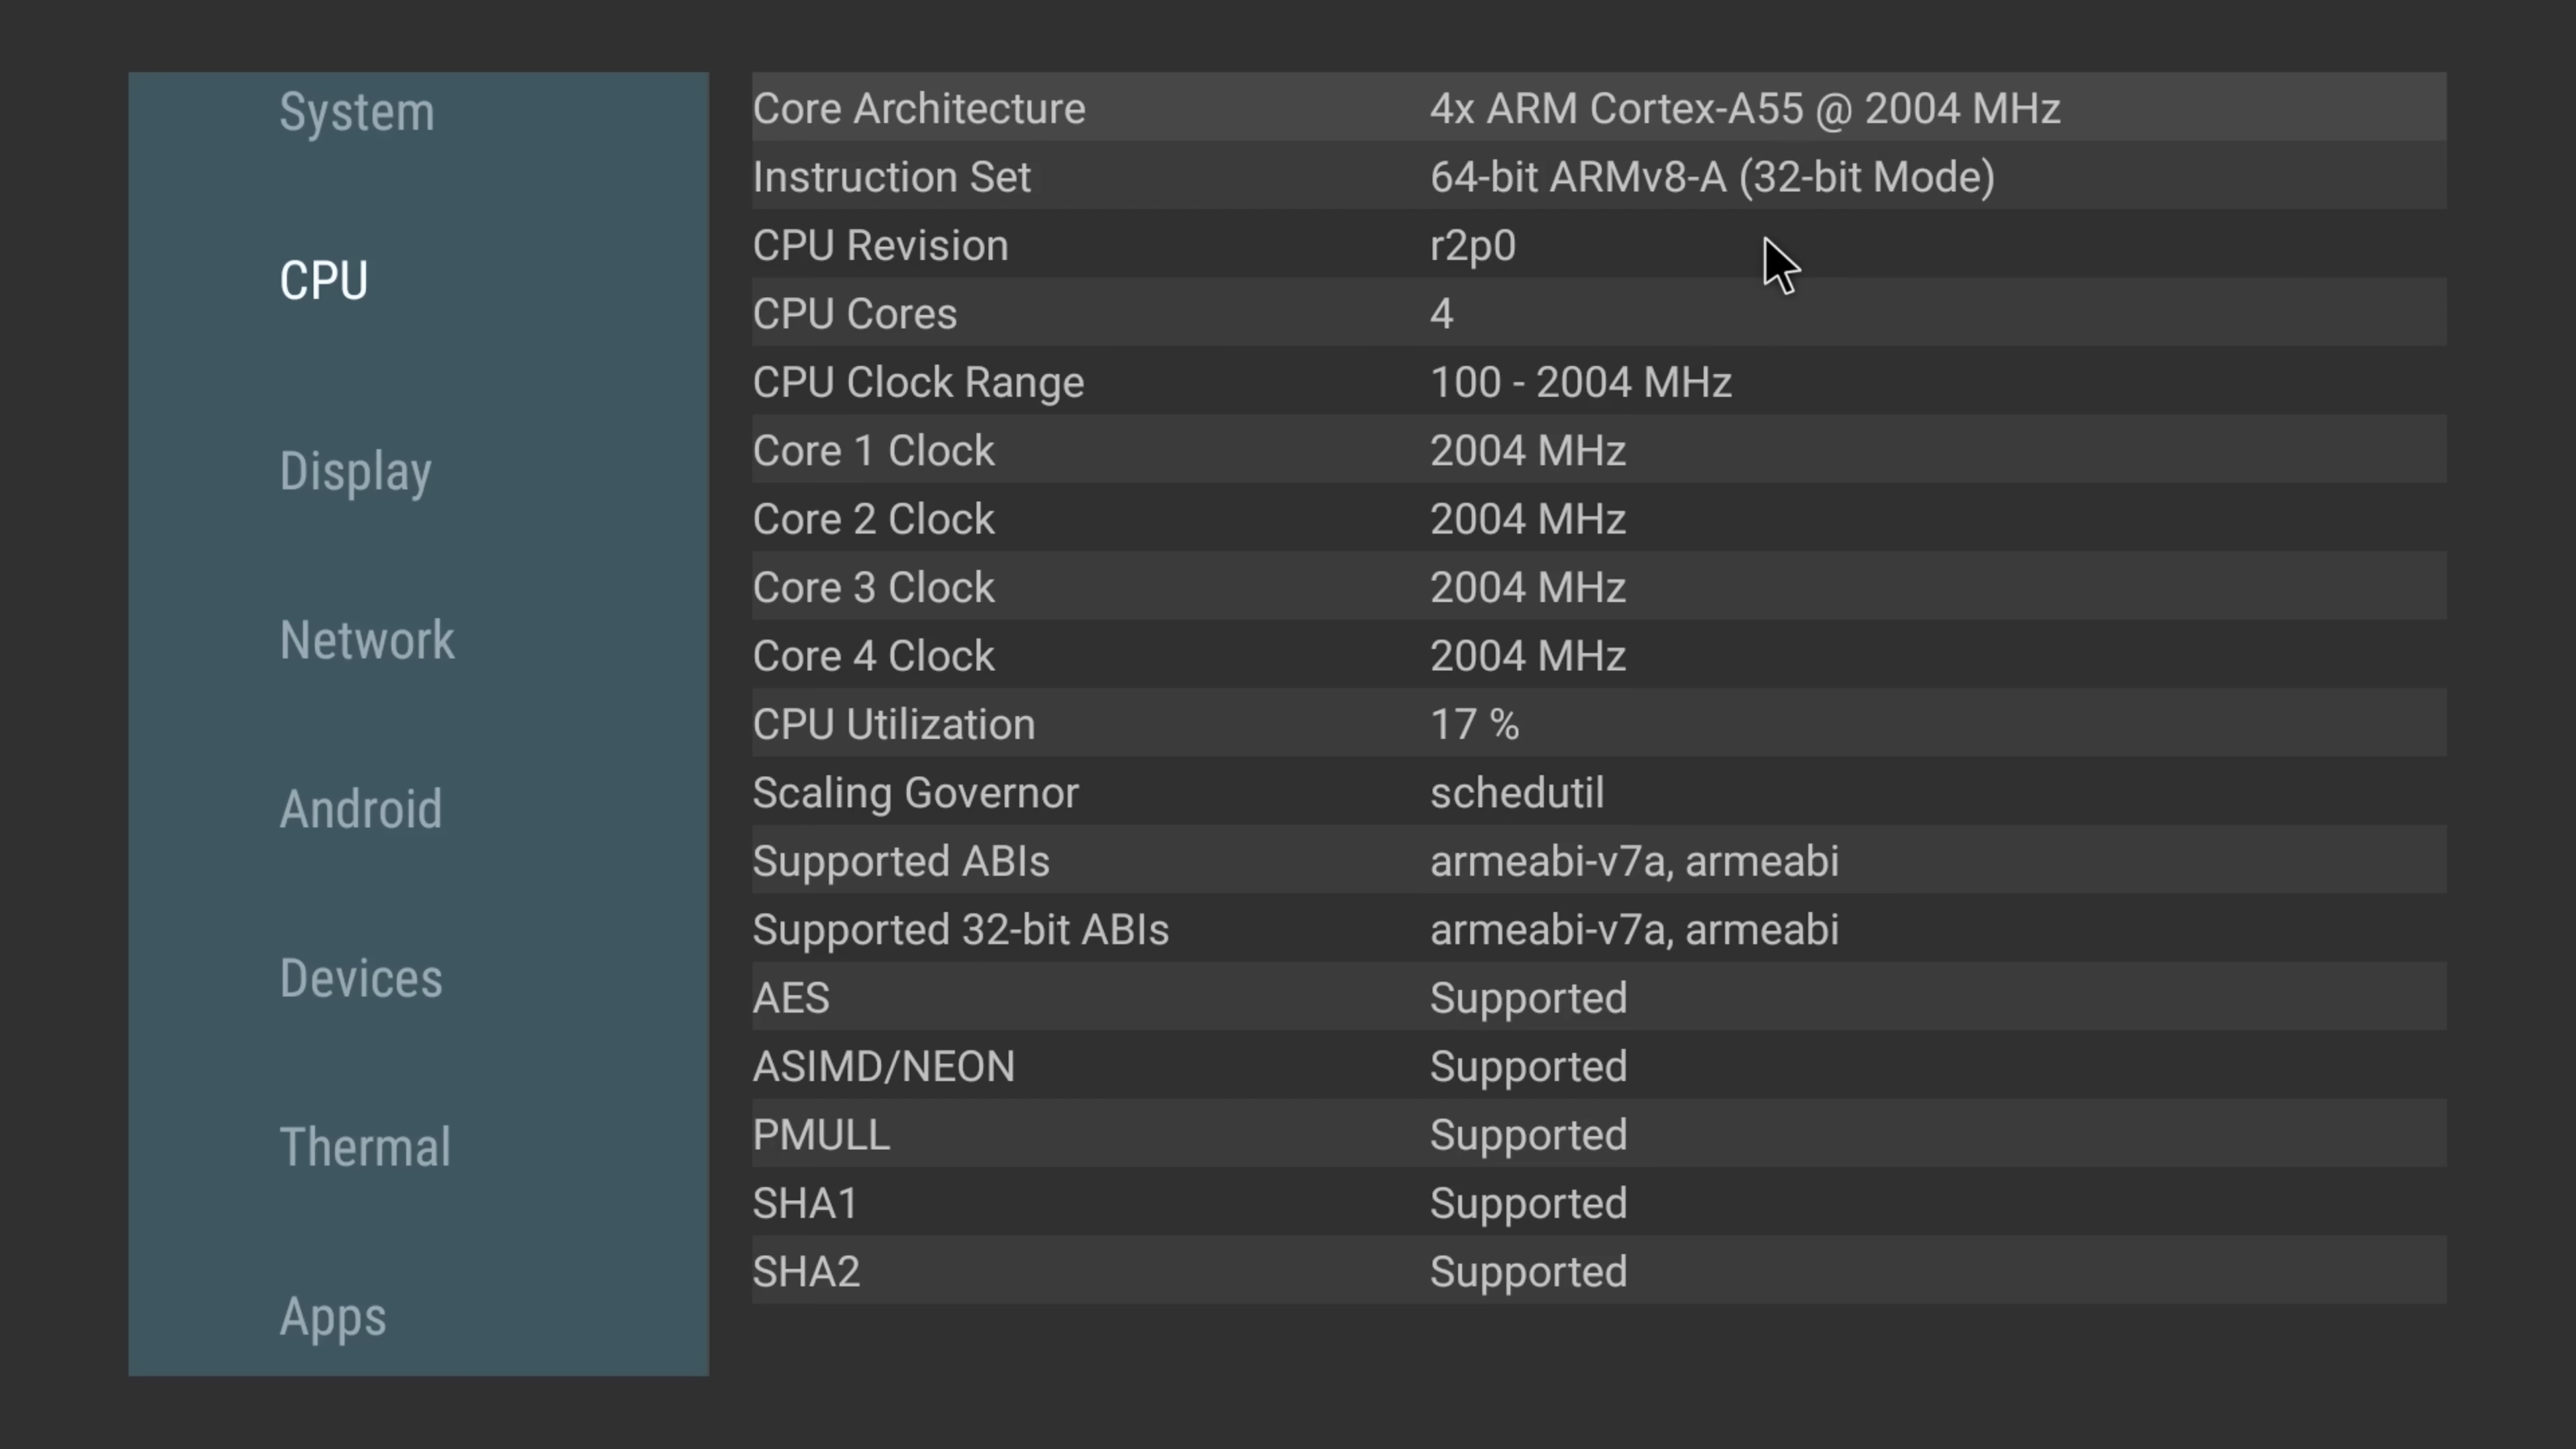 System
CPU
Display
Network
Android
Devices
Thermal
Apps
Core Architecture 4x ARM Cortex-A55 @ 2004 MHz
Instruction Set 64-bit ARMv8-A (32-bit Mode)
CPU Revision r2p0
CPU Cores 4
CPU Clock Range 100 - 2004 MHz
Core 1 Clock 2004 MHz
Core 2 Clock 2004 MHz
Core 3 Clock 2004 MHz
Core 4 Clock 2004 MHz
CPU Utilization 17 %
Scaling Governor schedutil
Supported ABIs armeabi-v7a, armeabi
Supported 32-bit ABIs armeabi-v7a, armeabi
AES Supported
ASIMD/NEON Supported
PMULL Supported
SHA1 Supported
SHA2 Supported